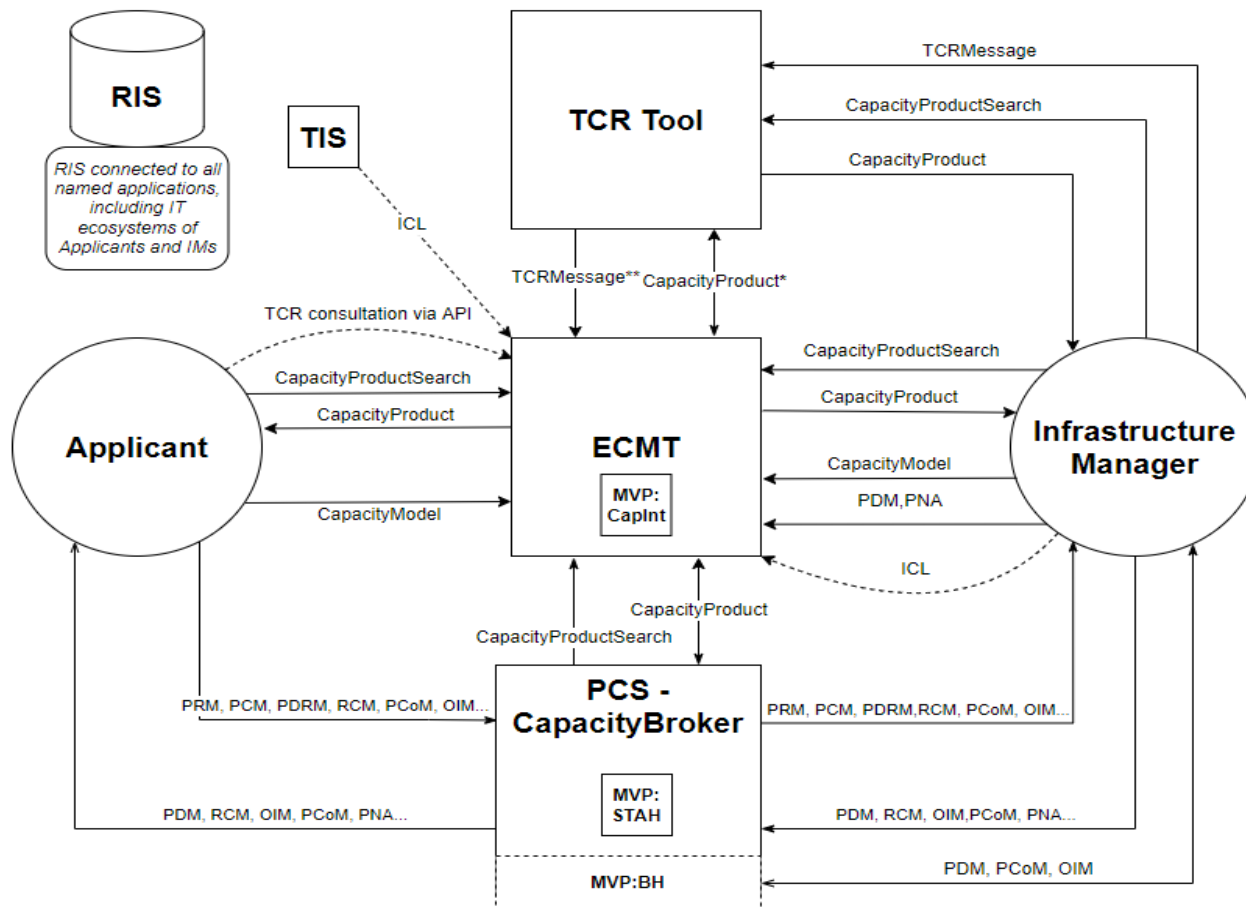 RIS
RIS connected to all
named applications,
including IT
ecosystems of
Applicants and IMs
TIS
ICL
TCR Tool
TCRMessage
CapacityProductSearch
CapacityProduct
TCRMessage**
CapacityProduct*
TCR consultation via API
CapacityProductSearch
CapacityProduct
Applicant
CapacityModel
ECMT
MVP:
CapInt
CapacityProductSearch
CapacityProduct
Infrastructure
Manager
CapacityModel
PDM,PNA
ICL
CapacityProduct
CapacityProductSearch
PCS -
CapacityBroker
PRM, PCM, PDRM, RCM, PCoM, OIM...
PRM, PCM, PDRM,RCM, PCoM, OIM...
MVP:
STAH
PDM, RCM, OIM, PCoM, PNA...
PDM, RCM, OIM,PCoM, PNA...
MVP:BH
PDM, PCoM, OIM